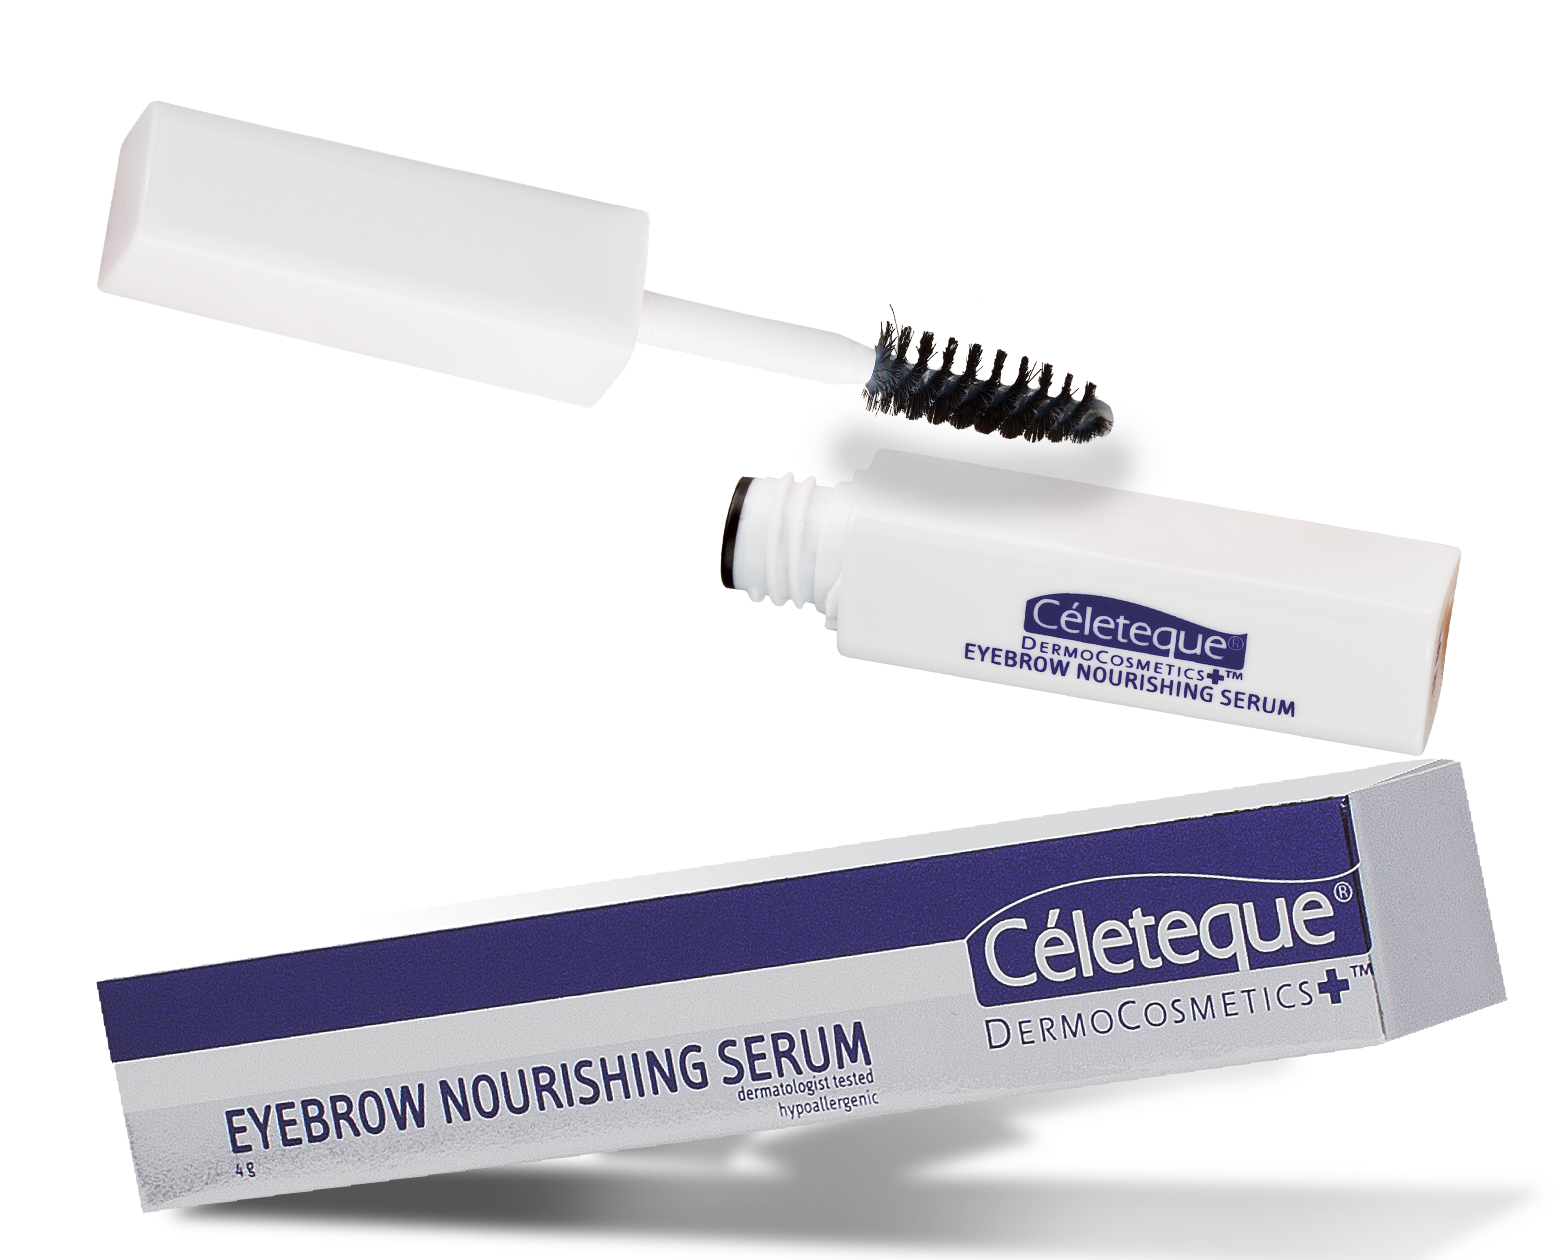 Céleteque®
DERMOCOSMETICS+™
EYEBROW NOURISHING SERUM
Céleteque®
DERMOCOSMETICS+™
EYEBROW NOURISHING SERUM
dermatologist tested
hypoallergenic
4g